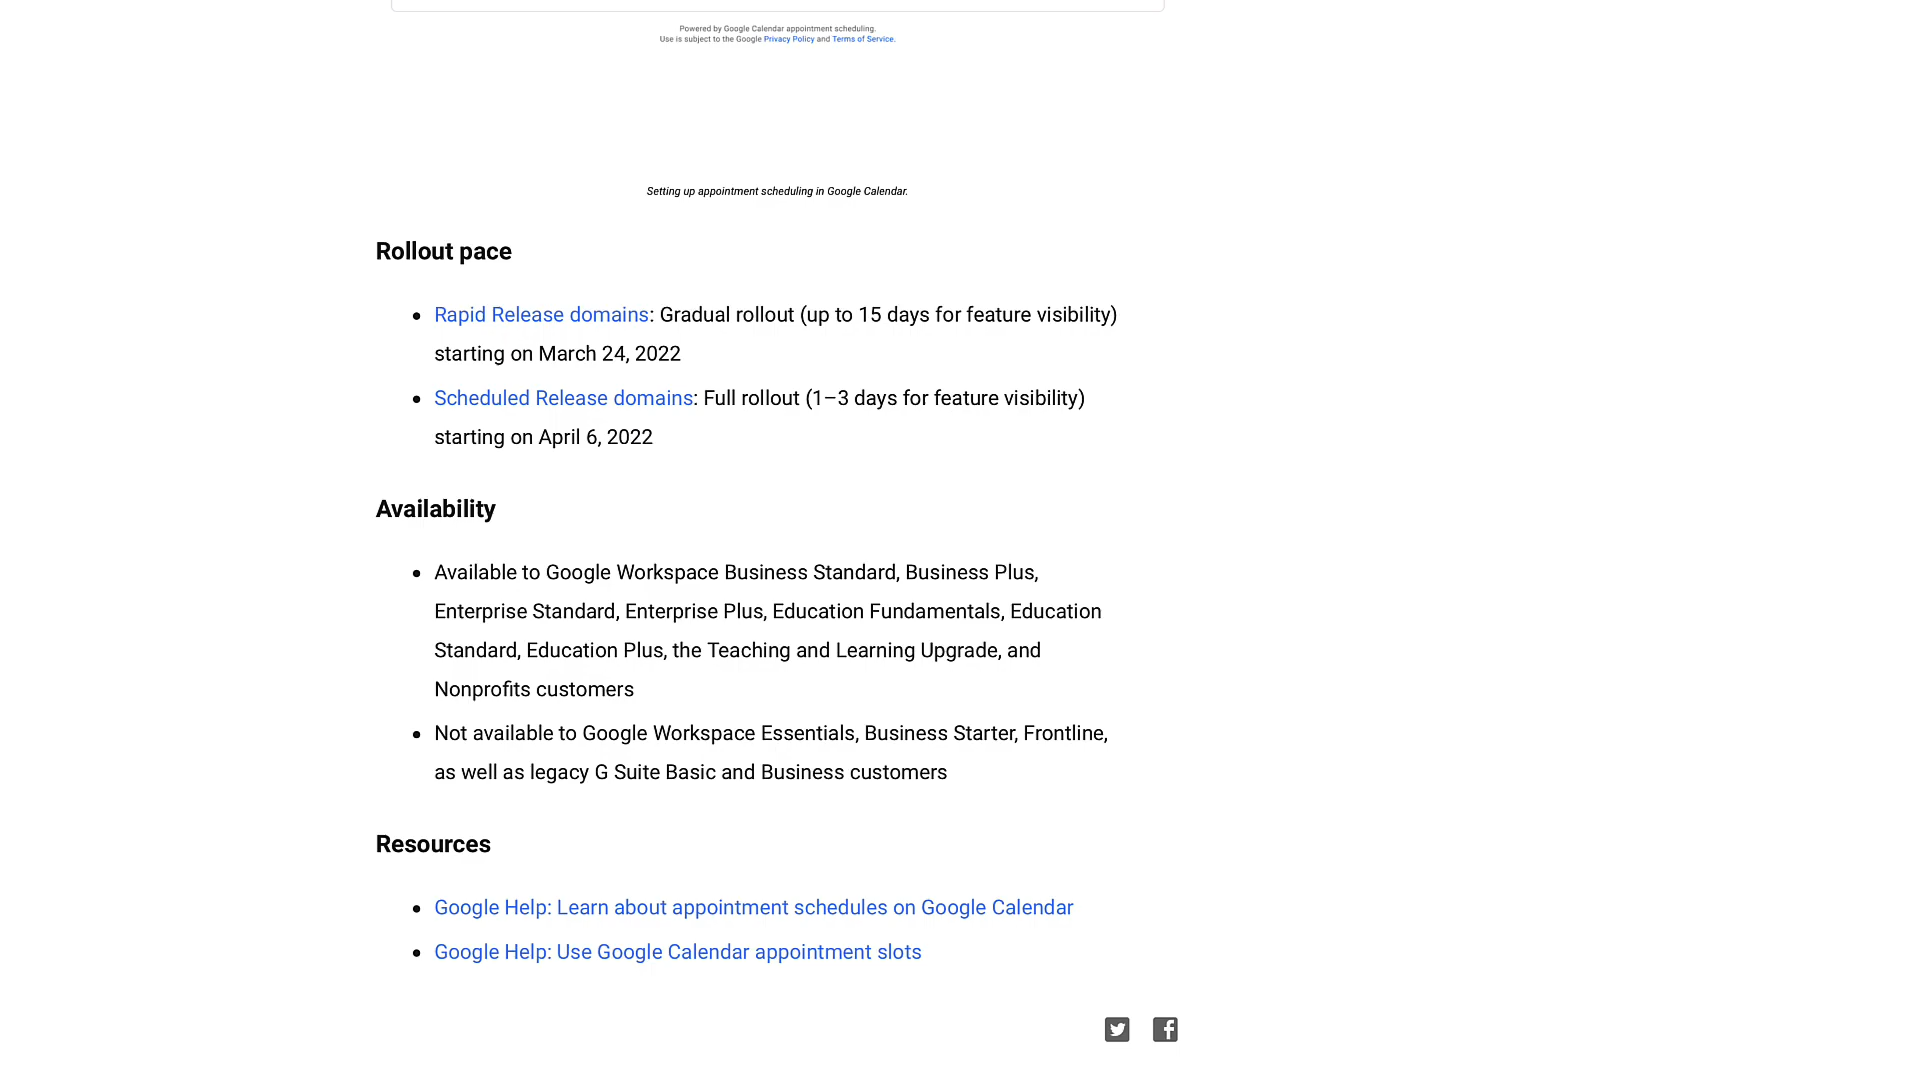 Powered by Google Calendar appointment scheduling.
Use is subject to the Google Privacy Policy and Terms of Service.
Setting up appointment scheduling in Google Calendar.
Rollout pace
Rapid Release domains: Gradual rollout (up to 15 days for feature visibility)
starting on March 24, 2022
Scheduled Release domains: Full rollout (1–3 days for feature visibility)
starting on April 6, 2022
Availability
Available to Google Workspace Business Standard, Business Plus,
Enterprise Standard, Enterprise Plus, Education Fundamentals, Education
Standard, Education Plus, the Teaching and Learning Upgrade, and
Nonprofits customers
Not available to Google Workspace Essentials, Business Starter, Frontline,
as well as legacy G Suite Basic and Business customers
Resources
Google Help: Learn about appointment schedules on Google Calendar
Google Help: Use Google Calendar appointment slots